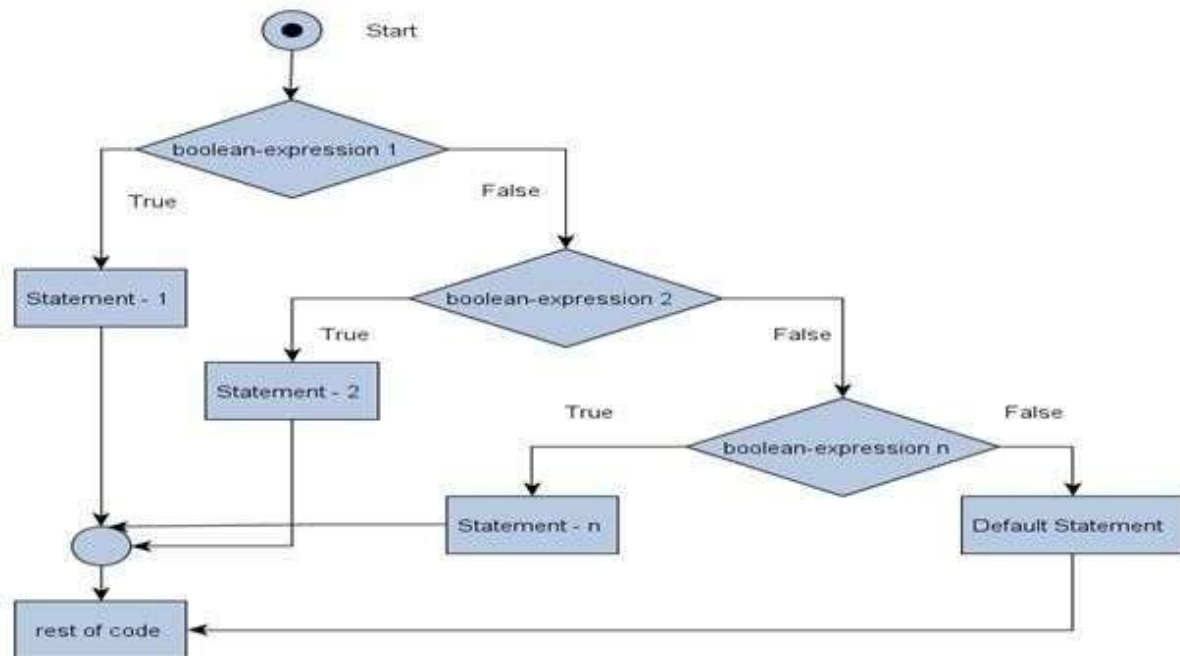 Start
boolean-expression 1
True
False
Statement - 1
boolean-expression 2
True
False
Statement - 2
True
False
boolean-expression n
Statement - n
Default Statement
rest of code